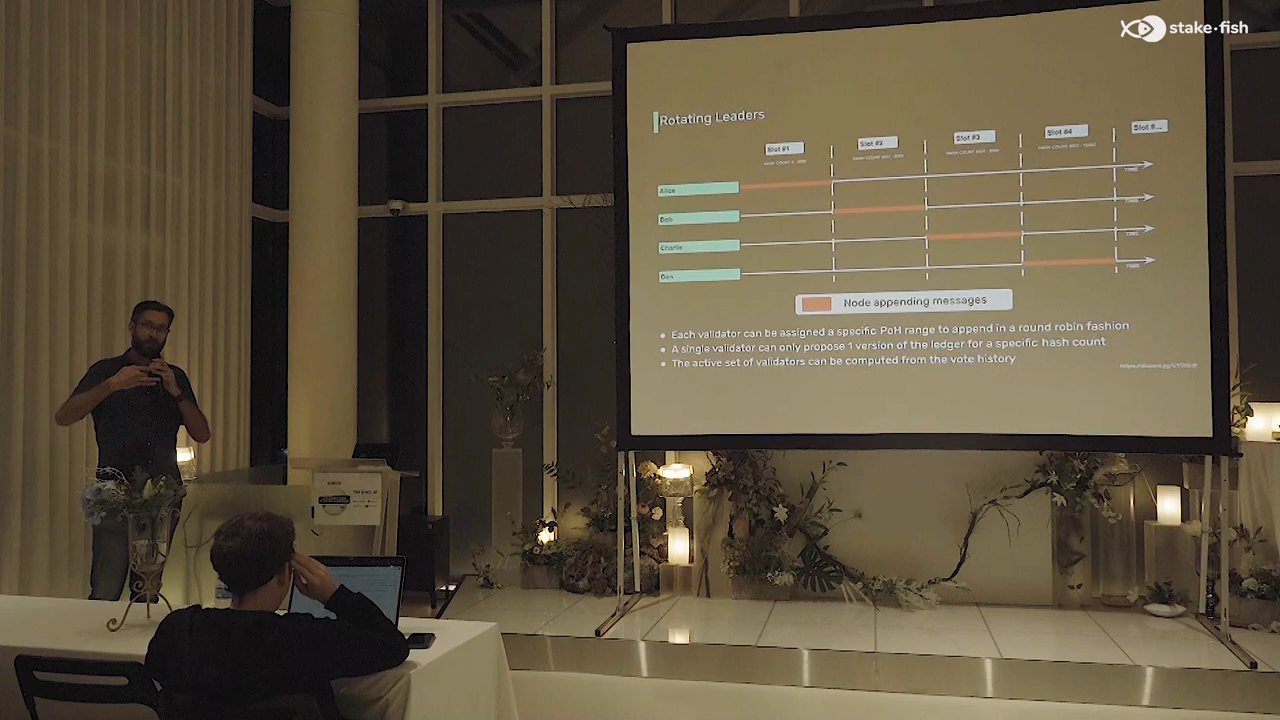 stake·fish
Rotating Leaders
Slot #1
Slot #2
Slot #3
Slot #4
Alice
Bob
Charlie
Dan
Node appending messages
Each validator can be assigned a specific PoH range to append in a round robin fashion
A single validator can only propose 1 version of the ledger for a specific hash count
The active set of validators can be computed from the vote history